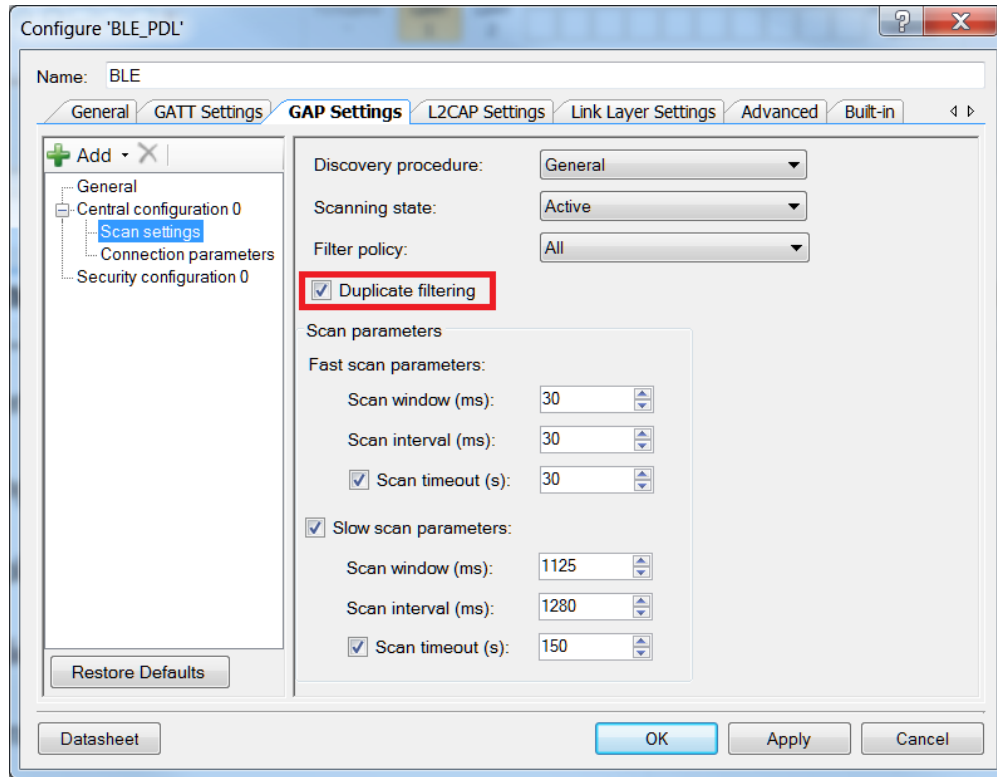 Configure 'BLE_PDL'
Name: BLE
General GATT Settings GAP Settings L2CAP Settings Link Layer Settings Advanced Built-in
Add
General
Central configuration 0
Scan settings
Connection parameters
Security configuration 0
Restore Defaults
Discovery procedure: General
Scanning state: Active
Filter policy: All
Duplicate filtering
Scan parameters
Fast scan parameters:
Scan window (ms): 30
Scan interval (ms): 30
Scan timeout (s): 30
Slow scan parameters:
Scan window (ms): 1125
Scan interval (ms): 1280
Scan timeout (s): 150
Datasheet OK Apply Cancel